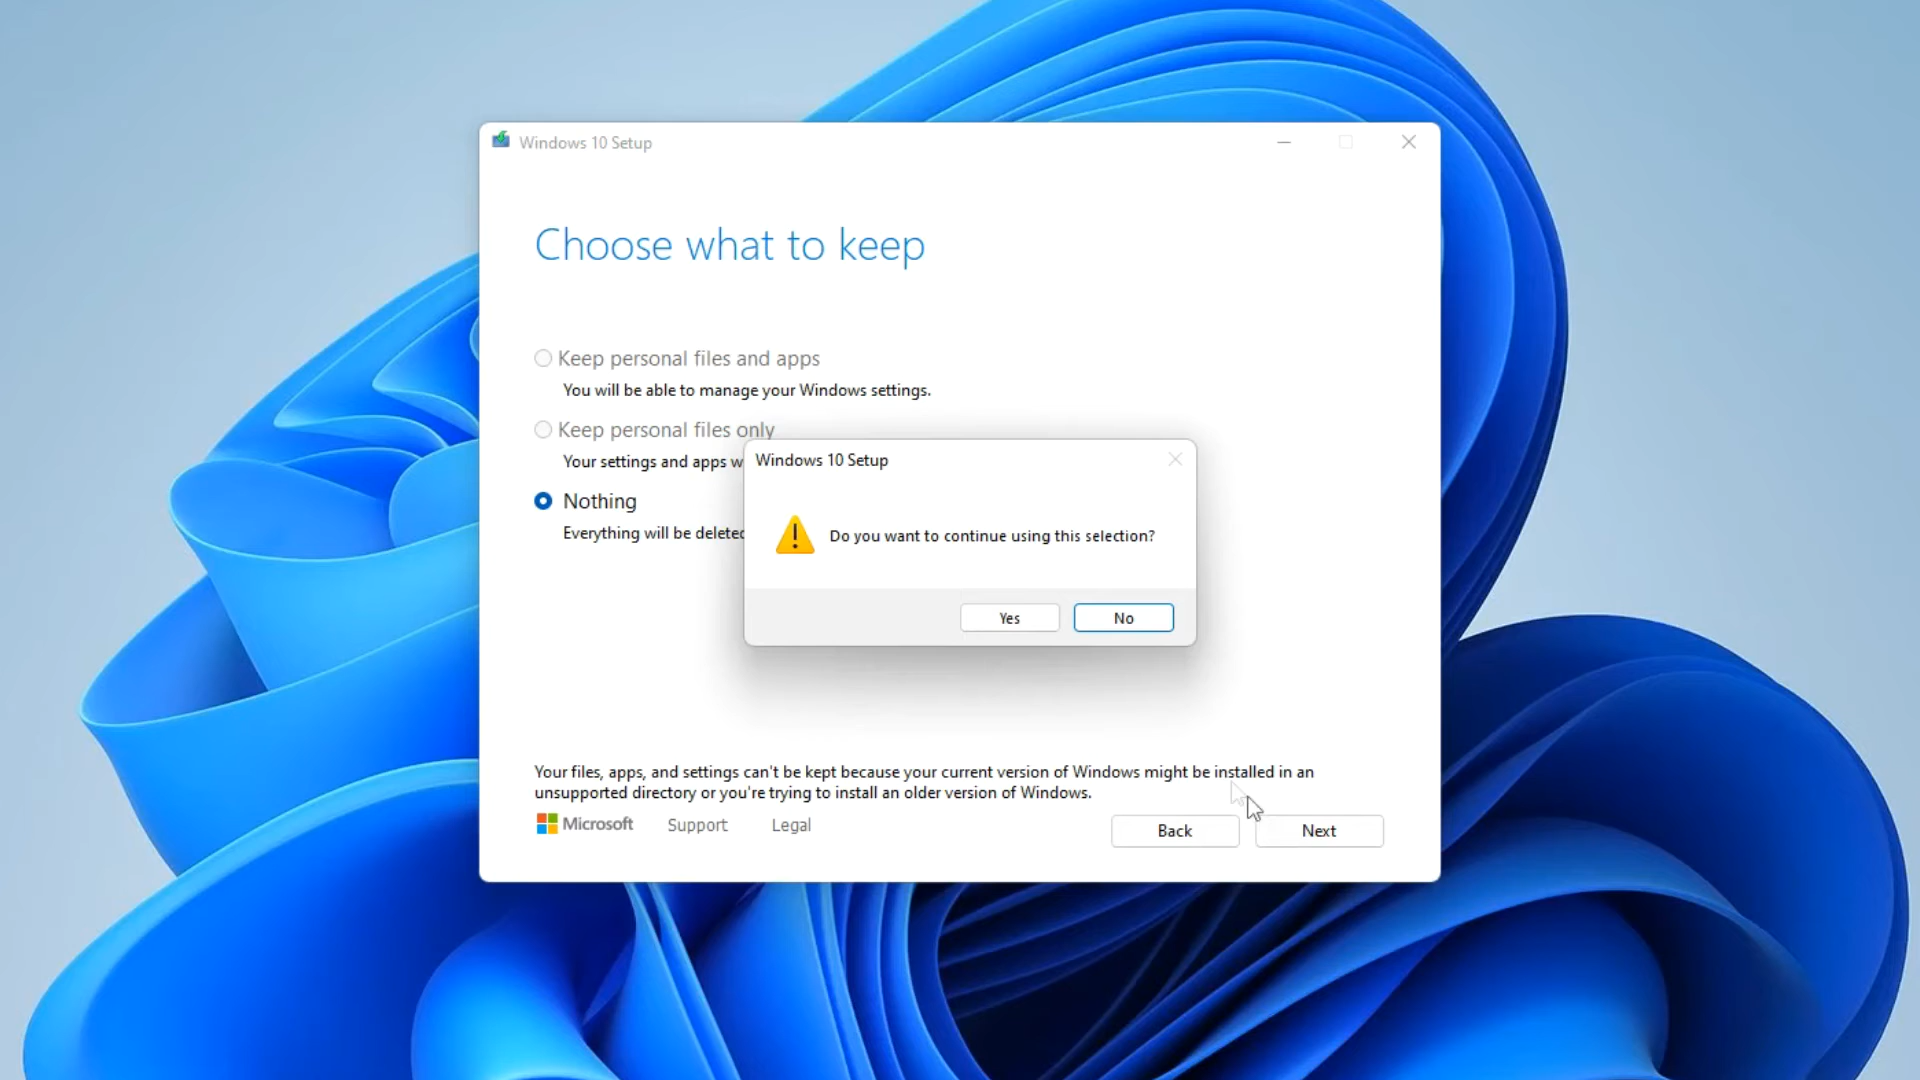 Windows 10 Setup
Choose what to keep
Keep personal files and apps
You will be able to manage your Windows settings.
Keep personal files only
Your settings and apps w
Nothing
Everything will be deleted
Windows 10 Setup
Do you want to continue using this selection?
Yes
No
Your files, apps, and settings can't be kept because your current version of Windows might be installed in an
unsupported directory or you're trying to install an older version of Windows.
Microsoft
Support
Legal
Back
Next